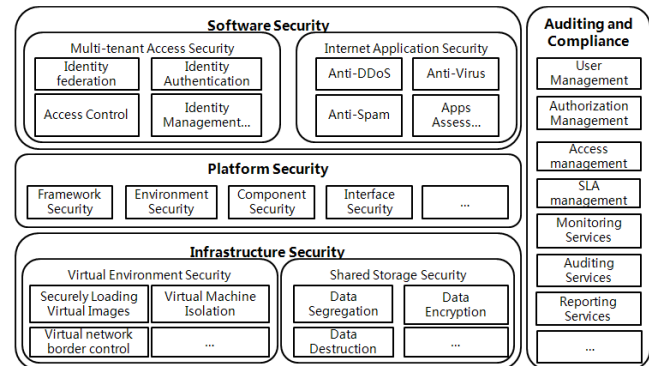 Software Security
Multi-tenant Access Security
Identity
federation
Identity
Authentication
Access Control
Identity
Management...
Internet Application Security
Anti-DDoS
Anti-Virus
Anti-Spam
Apps
Assess...
Platform Security
Framework
Security
Environment
Security
Component
Security
Interface
Security
...
Infrastructure Security
Virtual Environment Security
Securely Loading
Virtual Images
Virtual Machine
Isolation
Virtual network
border control
...
Shared Storage Security
Data
Segregation
Data
Encryption
Data
Destruction
...
Auditing and
Compliance
User
Management
Authorization
Management
Access
management
SLA
management
Monitoring
Services
Auditing
Services
Reporting
Services
...